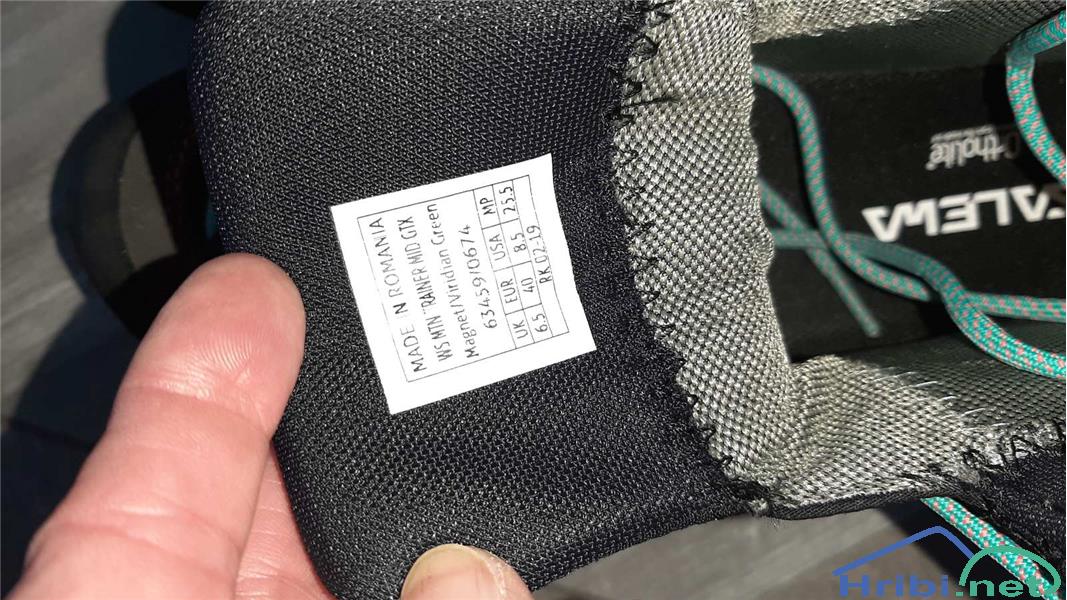 MADE IN ROMANIA
WS MTN TRAINER MID GTX
Magnet/Viridian Green
63459/0674
UK EUR USA MP
6.5 40 8.5 25.5
RK 02-19
Ortholite
SALEWA
Hribi.net